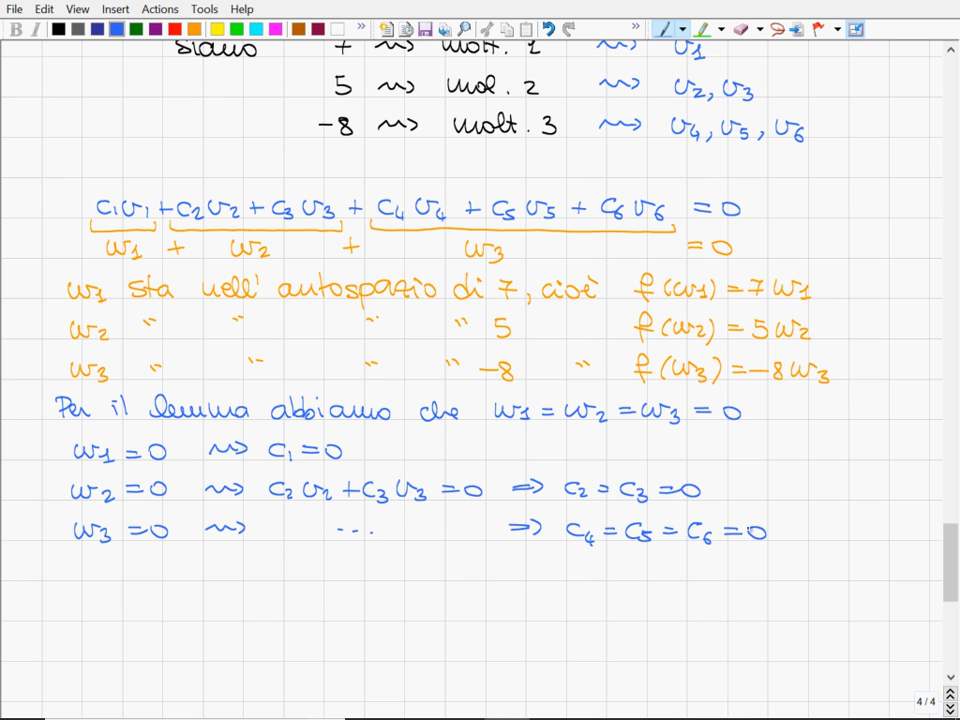 File Edit View Insert Actions Tools Help
B I
siano 7 ~> molt. 1 ~> v1
5 ~> mol. 2 ~> v2, v3
-8 ~> molt. 3 ~> v4, v5, v6
c1v1 + c2v2 + c3v3 + c4v4 + c5v5 + c6v6 = 0
w1 + w2 + w3 = 0
w1 sta nell' autospazio di 7, cioè f(w1) = 7w1
w2 " " " " 5 f(w2) = 5w2
w3 " " " " -8 " f(w3) = -8w3
Per il lemma abbiamo che w1 = w2 = w3 = 0
w1 = 0 ~> c1 = 0
w2 = 0 ~> c2v2 + c3v3 = 0 => c2 = c3 = 0
w3 = 0 ~> ... => c4 = c5 = c6 = 0
4 / 4